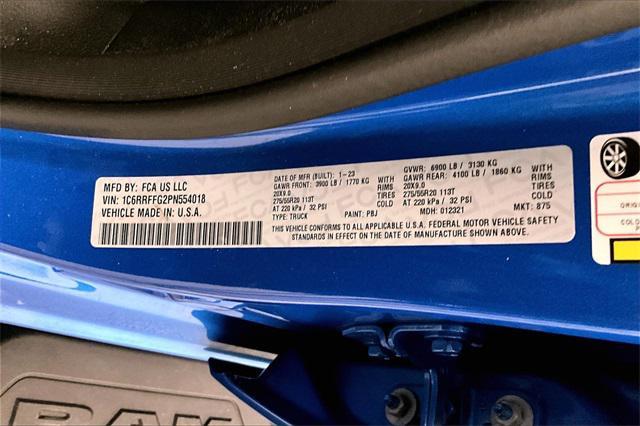 MFD BY: FCA US LLC
VIN: 1C6RRFFG2PN554018
VEHICLE MADE IN U.S.A.
DATE OF MFR (BUILT): 1-23
GVWR: 6900 LB / 3130 KG
GAWR FRONT: 3900 LB / 1770 KG WITH
GAWR REAR: 4100 LB / 1860 KG WITH
20X9.0 RIMS
20X9.0 RIMS
275/55R20 113T TIRES
275/55R20 113T TIRES
AT 220 kPa / 32 PSI COLD
AT 220 kPa / 32 PSI COLD
TYPE: TRUCK PAINT: PBJ MDH: 012321 MKT: 875
THIS VEHICLE CONFORMS TO ALL APPLICABLE U.S.A. FEDERAL MOTOR VEHICLE SAFETY
STANDARDS IN EFFECT ON THE DATE OF MANUFACTURE SHOWN ABOVE.
COLD
ORIGI
RAM